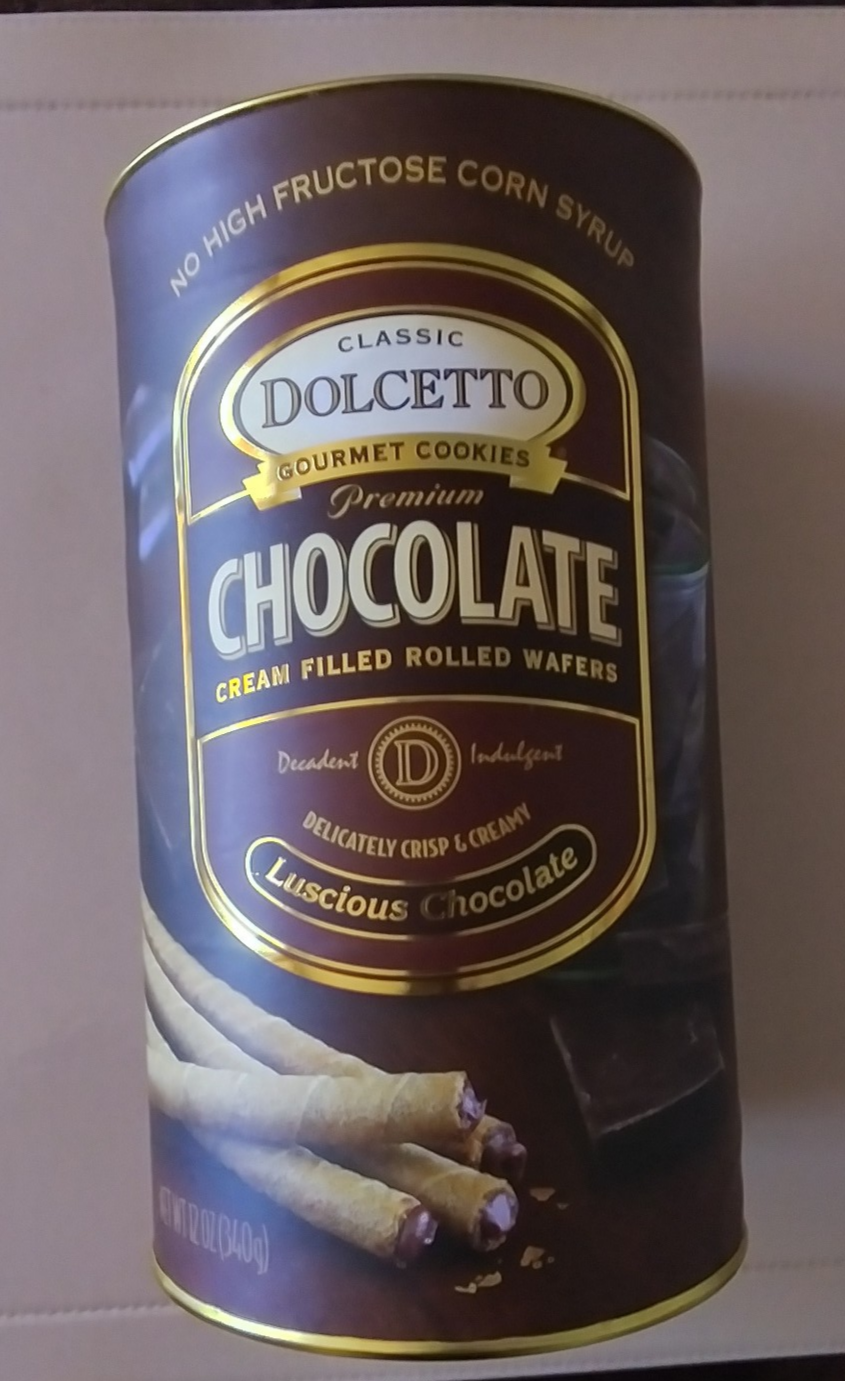 NO HIGH FRUCTOSE CORN SYRUP
CLASSIC
DOLCETTO
GOURMET COOKIES
Premium
CHOCOLATE
CREAM FILLED ROLLED WAFERS
Decadent D Indulgent
DELICATELY CRISP & CREAMY
Luscious Chocolate
NET WT 12 OZ (340g)